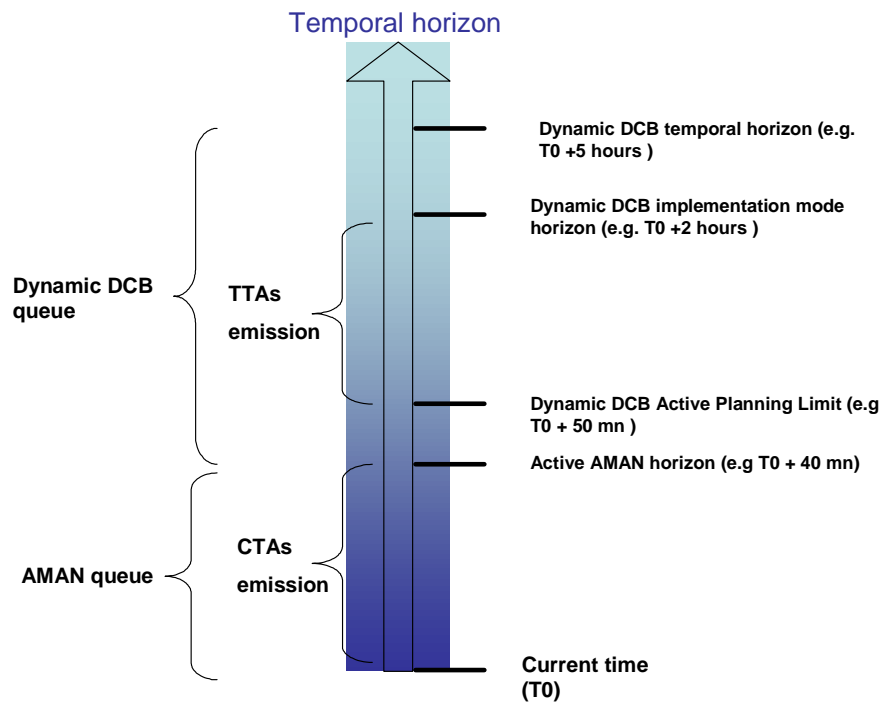 Temporal horizon
Dynamic DCB temporal horizon (e.g.
T0 +5 hours )
Dynamic DCB implementation mode
horizon (e.g. T0 +2 hours )
Dynamic DCB
queue
TTAs
emission
Dynamic DCB Active Planning Limit (e.g
T0 + 50 mn )
Active AMAN horizon (e.g T0 + 40 mn)
AMAN queue
CTAs
emission
Current time
(T0)